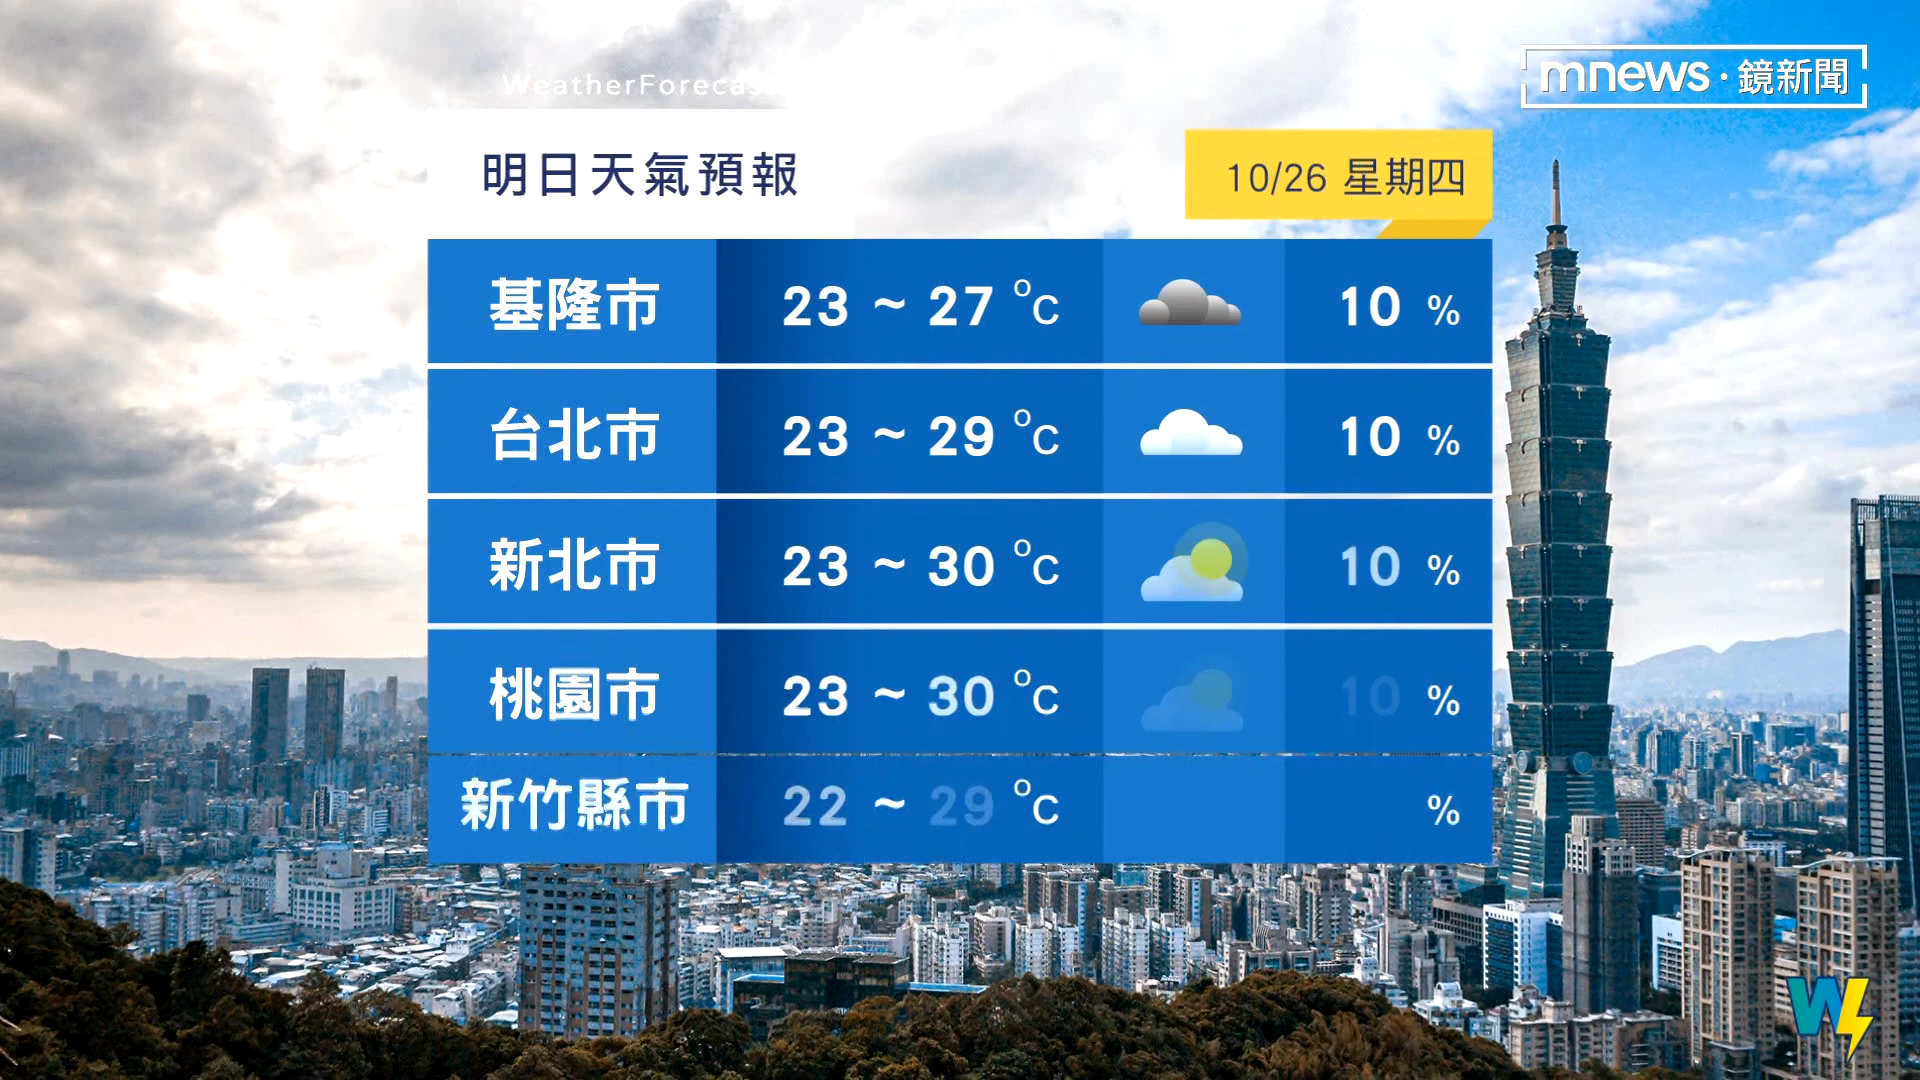 WeatherForecast
mnews·鏡新聞
明日天氣預報
10/26 星期四
基隆市 23 ~ 27 °C 10 %
台北市 23 ~ 29 °C 10 %
新北市 23 ~ 30 °C 10 %
桃園市 23 ~ 30 °C 10 %
新竹縣市 22 ~ 29 °C %